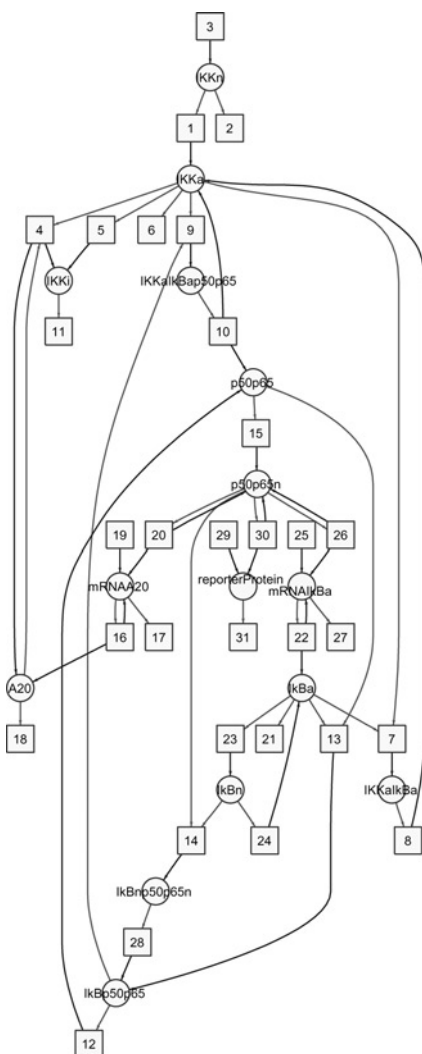 3
IKKn
1 2
IKKa
4 5 6 9
IKKi IKKaIkBap50p65
11 10
p50p65
15
p50p65n
19 20 29 30 25 26
mRNAA20 reporterProtein mRNAIkBa
16 17 31 22 27
A20 IkBa
18 23 21 13 7
IkBn IKKaIkBa
14 24 8
IkBnp50p65n
28
IkBp50p65
12